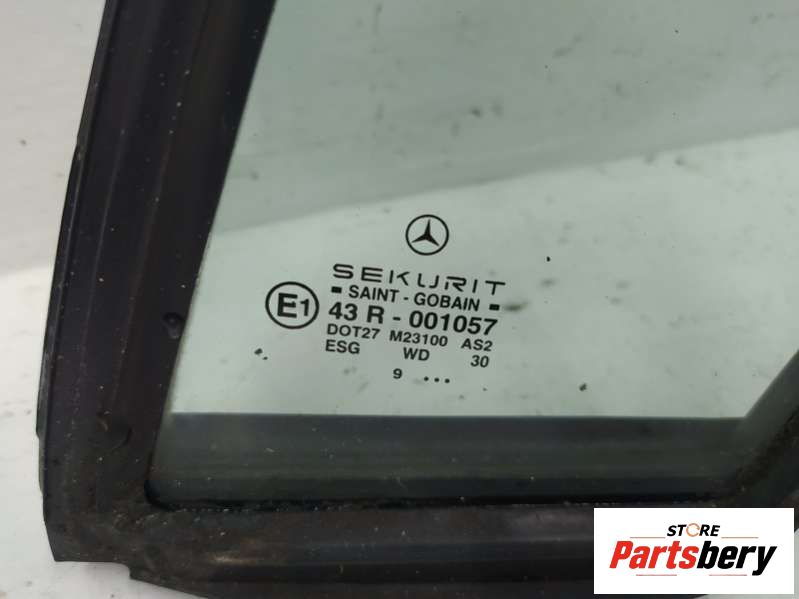 SEKURIT
SAINT - GOBAIN
E1 43 R - 001057
DOT27 M23100 AS2
ESG WD 30
9 ...
STORE
Partsbery